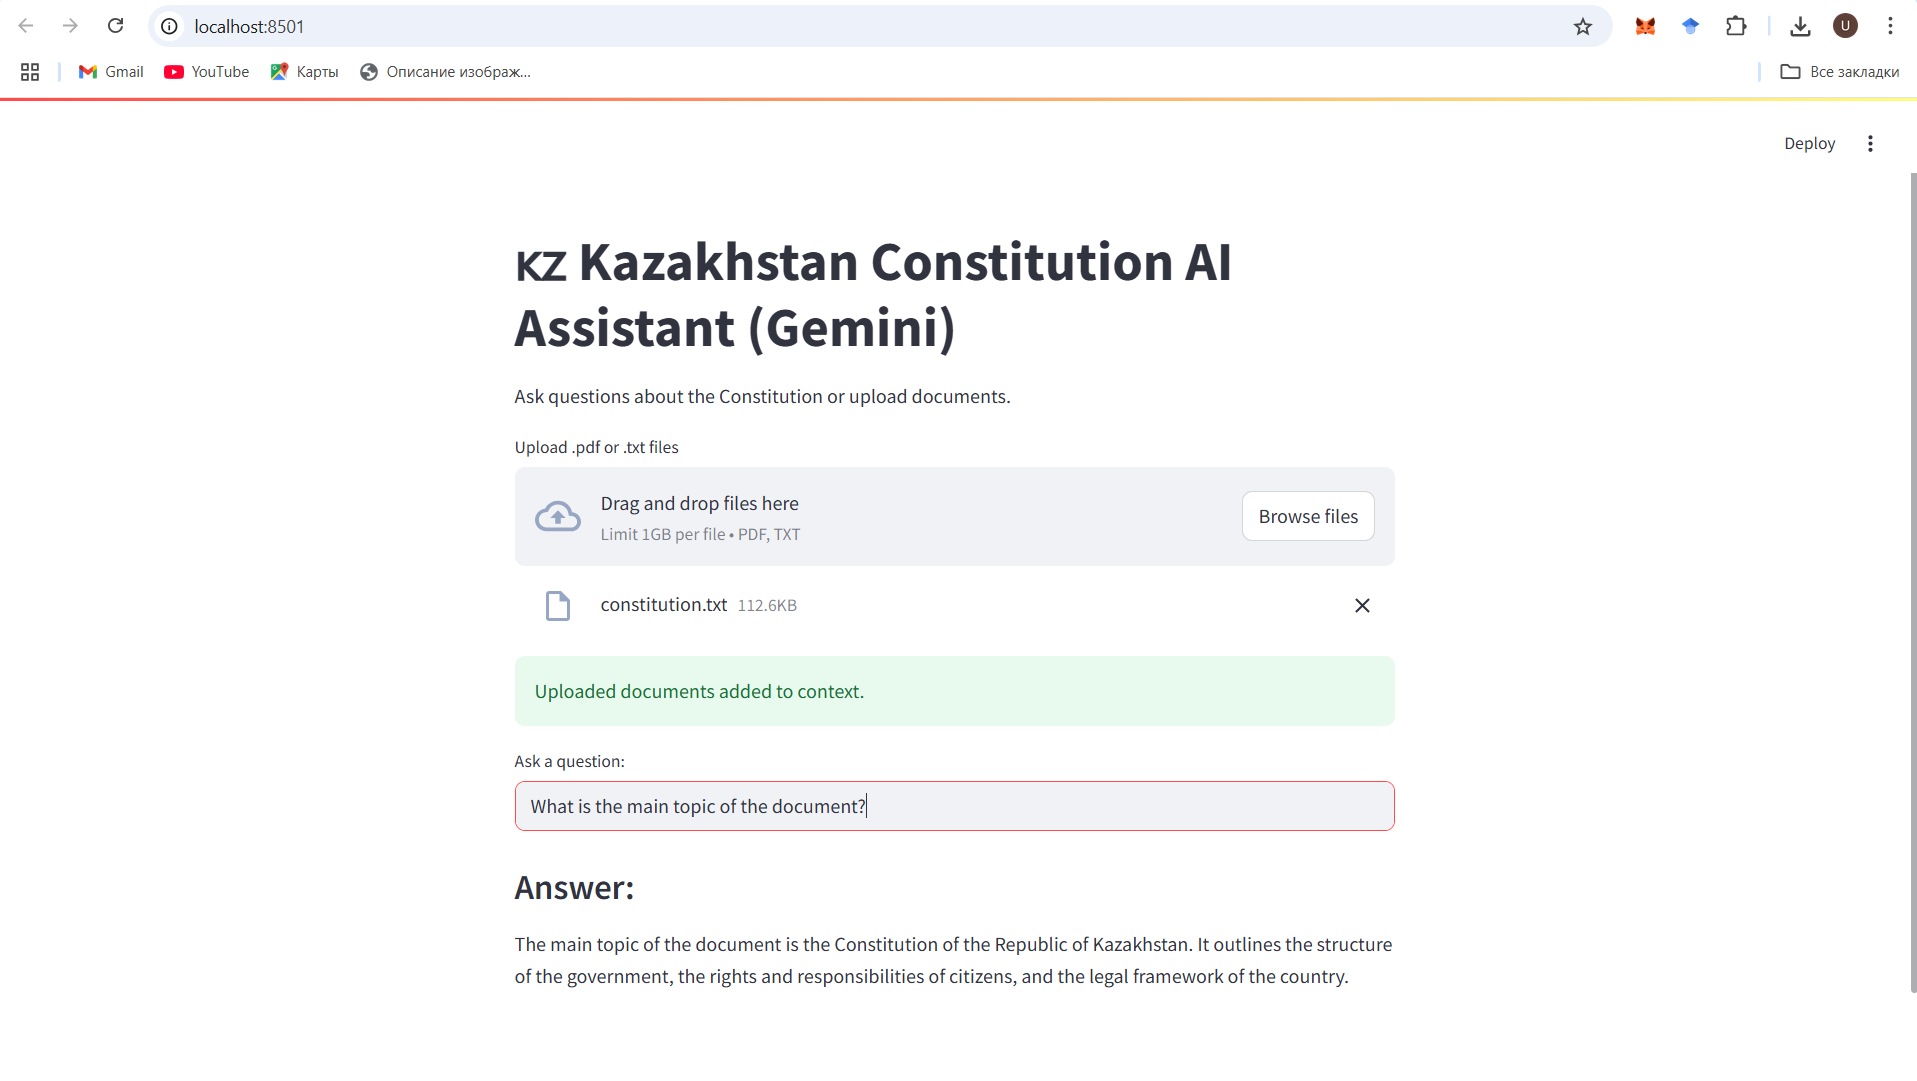 localhost:8501
U
Gmail
YouTube
Карты
Описание изображ...
Все закладки
Deploy
KZ Kazakhstan Constitution AI
Assistant (Gemini)
Ask questions about the Constitution or upload documents.
Upload .pdf or .txt files
Drag and drop files here
Limit 1GB per file • PDF, TXT
Browse files
constitution.txt 112.6KB
Uploaded documents added to context.
Ask a question:
What is the main topic of the document?
Answer:
The main topic of the document is the Constitution of the Republic of Kazakhstan. It outlines the structure
of the government, the rights and responsibilities of citizens, and the legal framework of the country.